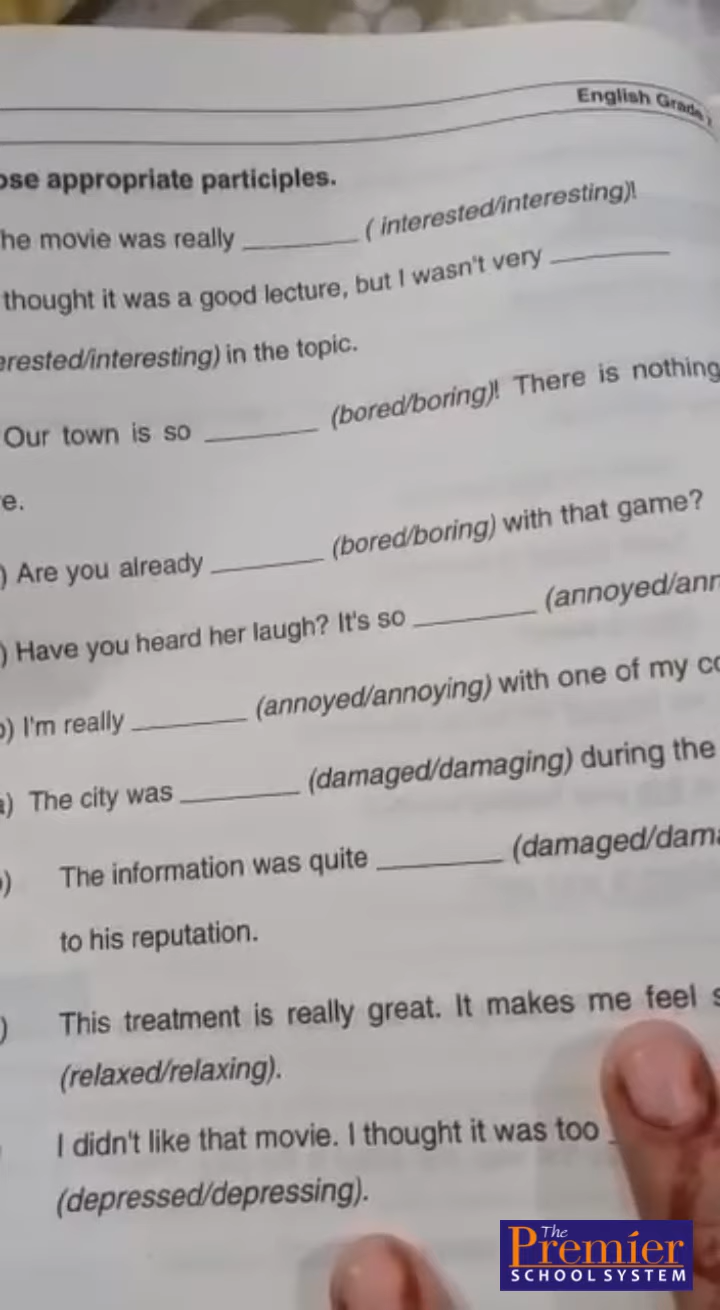 English Grade
ose appropriate participles.
he movie was really ________ ( interested/interesting)!
thought it was a good lecture, but I wasn't very ________
erested/interesting) in the topic.
Our town is so ________ (bored/boring)! There is nothing
e.
) Are you already ________ (bored/boring) with that game?
) Have you heard her laugh? It's so ________ (annoyed/ann
b) I'm really ________ (annoyed/annoying) with one of my co
a) The city was ________ (damaged/damaging) during the
) The information was quite ________ (damaged/dama
to his reputation.
) This treatment is really great. It makes me feel s
(relaxed/relaxing).
I didn't like that movie. I thought it was too
(depressed/depressing).
The
Premier
SCHOOL SYSTEM